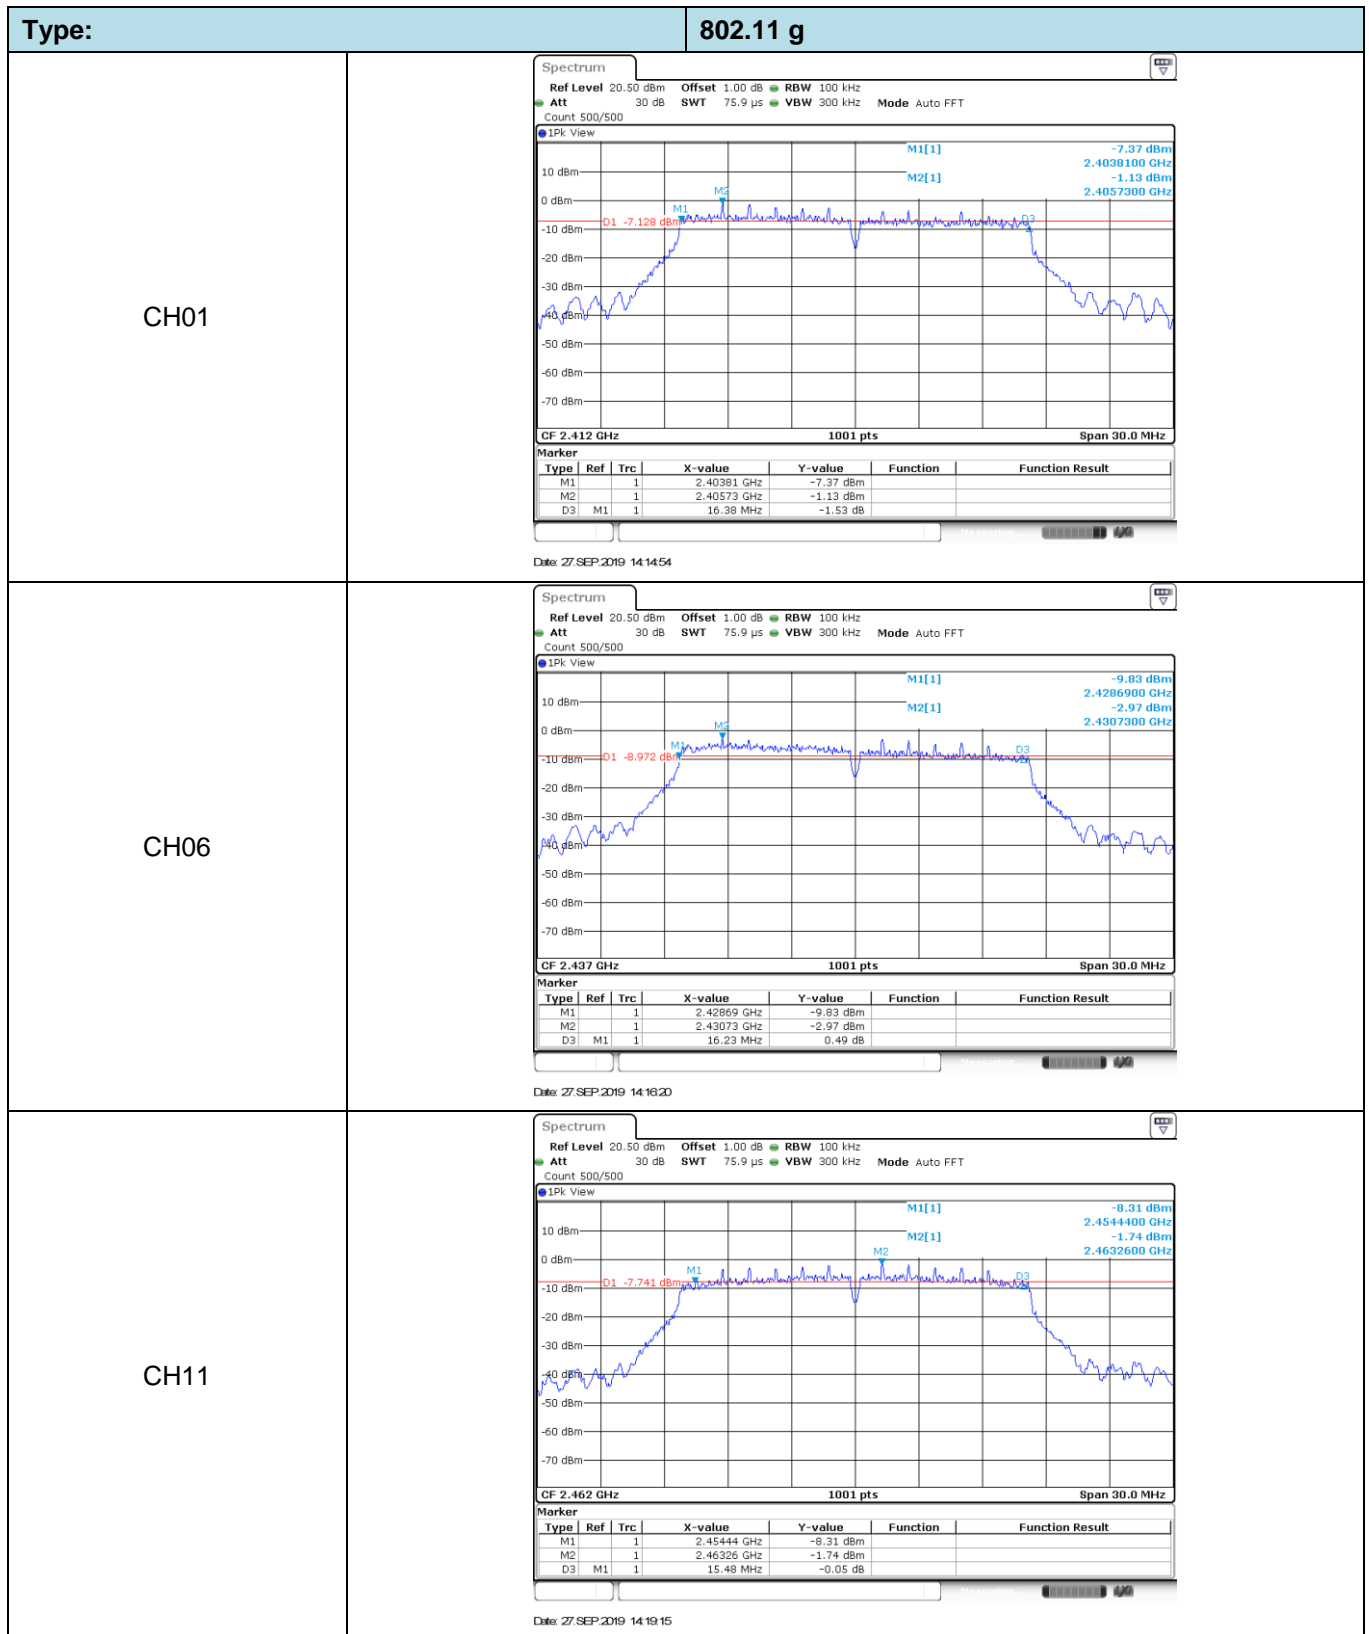 Type: 802.11 g
CH01
Spectrum
Ref Level 20.50 dBm Offset 1.00 dB RBW 100 kHz
Att 30 dB SWT 75.9 µs VBW 300 kHz Mode Auto FFT
Count 500/500
1Pk View
M1[1] -7.37 dBm
2.4038100 GHz
M2[1] -1.13 dBm
2.4057300 GHz
10 dBm
0 dBm
M2
M1
D1 -7.128 dBm
D3
-10 dBm
-20 dBm
-30 dBm
-40 dBm
-50 dBm
-60 dBm
-70 dBm
CF 2.412 GHz 1001 pts Span 30.0 MHz
Marker
Type Ref Trc X-value Y-value Function Function Result
M1 1 2.40381 GHz -7.37 dBm
M2 1 2.40573 GHz -1.13 dBm
D3 M1 1 16.38 MHz -1.53 dB
Measuring
Date: 27.SEP.2019 14:14:54
CH06
Spectrum
Ref Level 20.50 dBm Offset 1.00 dB RBW 100 kHz
Att 30 dB SWT 75.9 µs VBW 300 kHz Mode Auto FFT
Count 500/500
1Pk View
M1[1] -9.83 dBm
2.4286900 GHz
M2[1] -2.97 dBm
2.4307300 GHz
10 dBm
0 dBm
M2
M1
D1 -8.972 dBm
D3
-10 dBm
-20 dBm
-30 dBm
-40 dBm
-50 dBm
-60 dBm
-70 dBm
CF 2.437 GHz 1001 pts Span 30.0 MHz
Marker
Type Ref Trc X-value Y-value Function Function Result
M1 1 2.42869 GHz -9.83 dBm
M2 1 2.43073 GHz -2.97 dBm
D3 M1 1 16.23 MHz 0.49 dB
Measuring
Date: 27.SEP.2019 14:16:20
CH11
Spectrum
Ref Level 20.50 dBm Offset 1.00 dB RBW 100 kHz
Att 30 dB SWT 75.9 µs VBW 300 kHz Mode Auto FFT
Count 500/500
1Pk View
M1[1] -8.31 dBm
2.4544400 GHz
M2[1] -1.74 dBm
2.4632600 GHz
10 dBm
0 dBm
M2
M1
D1 -7.741 dBm
D3
-10 dBm
-20 dBm
-30 dBm
-40 dBm
-50 dBm
-60 dBm
-70 dBm
CF 2.462 GHz 1001 pts Span 30.0 MHz
Marker
Type Ref Trc X-value Y-value Function Function Result
M1 1 2.45444 GHz -8.31 dBm
M2 1 2.46326 GHz -1.74 dBm
D3 M1 1 15.48 MHz -0.05 dB
Measuring
Date: 27.SEP.2019 14:19:15